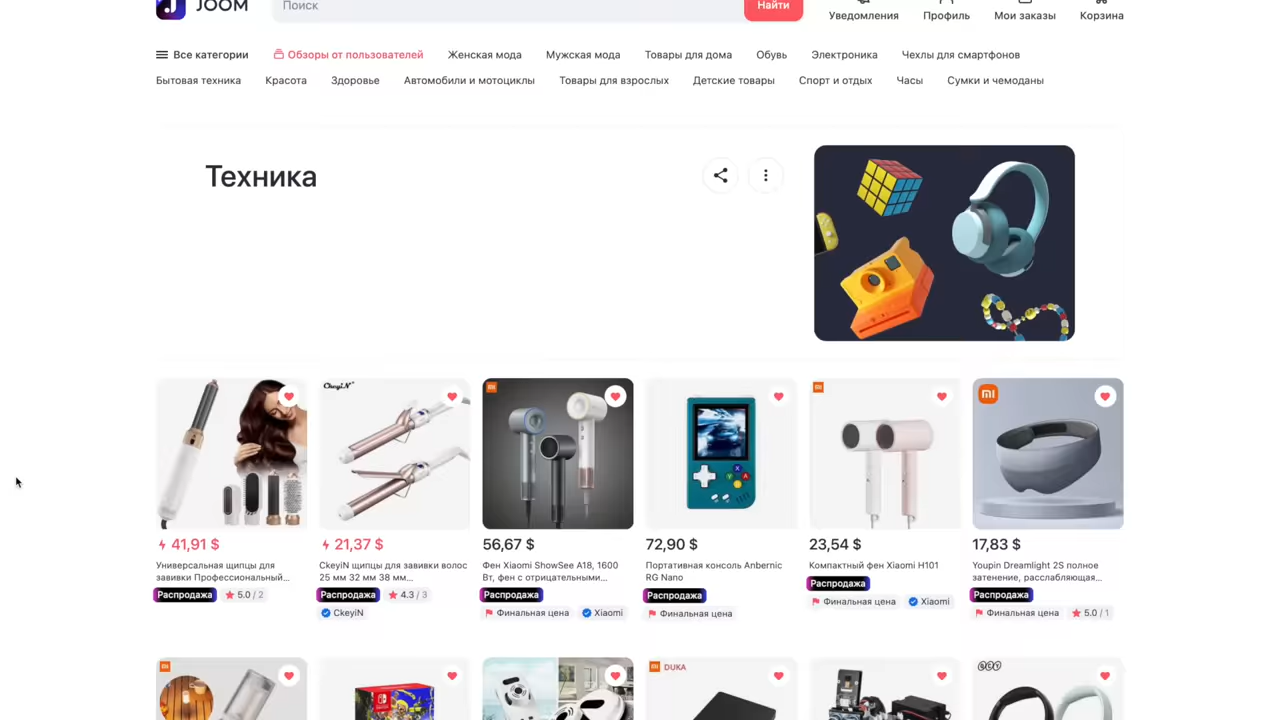 JOOM
Поиск
Найти
Уведомления
Профиль
Мои заказы
Корзина
Все категории
Обзоры от пользователей
Женская мода
Мужская мода
Товары для дома
Обувь
Электроника
Чехлы для смартфонов
Бытовая техника
Красота
Здоровье
Автомобили и мотоциклы
Товары для взрослых
Детские товары
Спорт и отдых
Часы
Сумки и чемоданы
Техника
CkeyiN
41,91 $
Универсальная щипцы для
завивки Профессиональный...
Распродажа
5.0 / 2
21,37 $
CkeyiN щипцы для завивки волос
25 мм 32 мм 38 мм...
Распродажа
4.3 / 3
CkeyiN
56,67 $
Фен Xiaomi ShowSee A18, 1600
Вт, фен с отрицательными...
Распродажа
Финальная цена
Xiaomi
72,90 $
Портативная консоль Anbernic
RG Nano
Распродажа
Финальная цена
23,54 $
Компактный фен Xiaomi H101
Распродажа
Финальная цена
Xiaomi
17,83 $
Youpin Dreamlight 2S полное
затенение, расслабляющая...
Распродажа
Финальная цена
5.0 / 1
DUKA